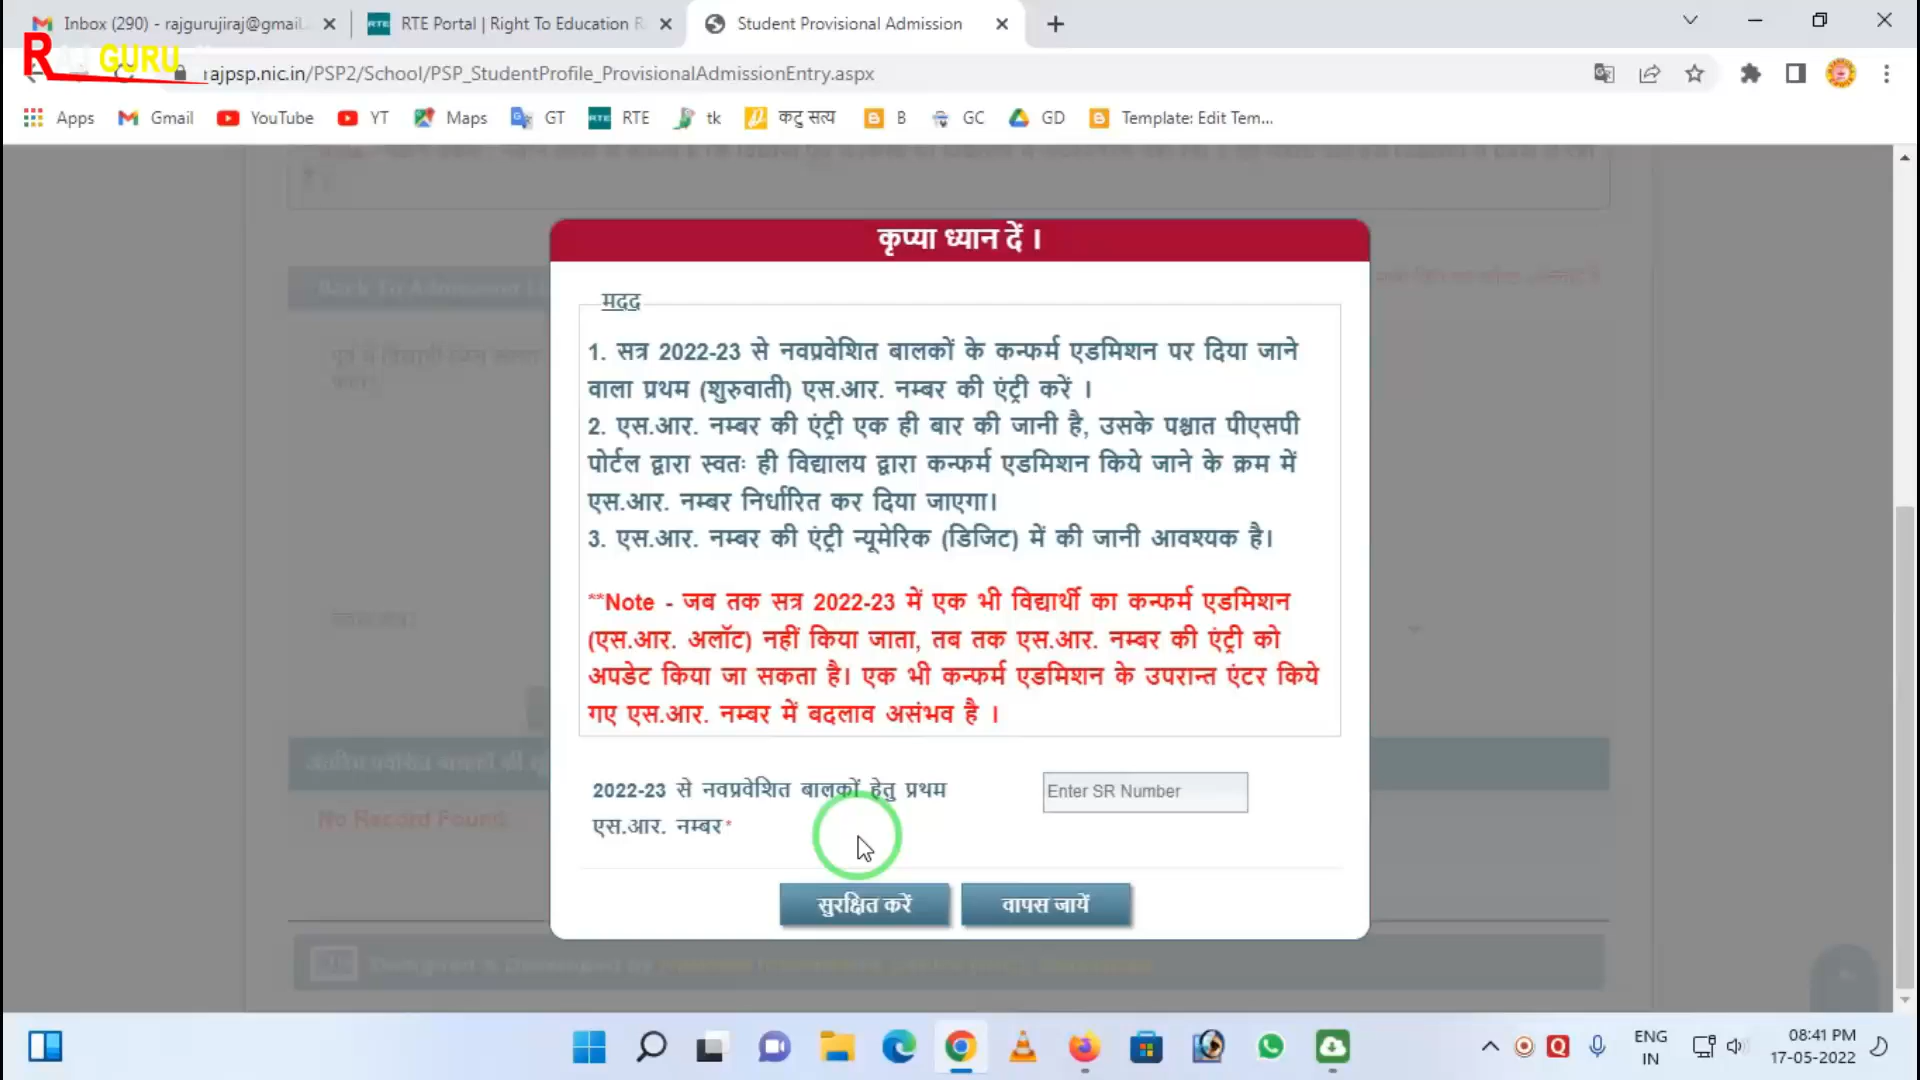 Inbox (290) - rajgurujiraj@gmail.
RTE Portal | Right To Education R
Student Provisional Admission
R GURU
ajpsp.nic.in/PSP2/School/PSP_StudentProfile_ProvisionalAdmissionEntry.aspx
Apps Gmail YouTube YT Maps GT RTE tk कटु सत्य B GC GD Template: Edit Tem...
कृप्या ध्यान दें ।
मदद
1. सत्र 2022-23 से नवप्रवेशित बालकों के कन्फर्म एडमिशन पर दिया जाने
वाला प्रथम (शुरुवाती) एस.आर. नम्बर की एंट्री करें ।
2. एस.आर. नम्बर की एंट्री एक ही बार की जानी है, उसके पश्चात पीएसपी
पोर्टल द्वारा स्वतः ही विद्यालय द्वारा कन्फर्म एडमिशन किये जाने के क्रम में
एस.आर. नम्बर निर्धारित कर दिया जाएगा।
3. एस.आर. नम्बर की एंट्री न्यूमेरिक (डिजिट) में की जानी आवश्यक है।
**Note - जब तक सत्र 2022-23 में एक भी विद्यार्थी का कन्फर्म एडमिशन
(एस.आर. अलॉट) नहीं किया जाता, तब तक एस.आर. नम्बर की एंट्री को
अपडेट किया जा सकता है। एक भी कन्फर्म एडमिशन के उपरान्त एंटर किये
गए एस.आर. नम्बर में बदलाव असंभव है ।
2022-23 से नवप्रवेशित बालकों हेतु प्रथम
एस.आर. नम्बर*
Enter SR Number
सुरक्षित करें
वापस जायें
No Record Found
ENG
IN
08:41 PM
17-05-2022